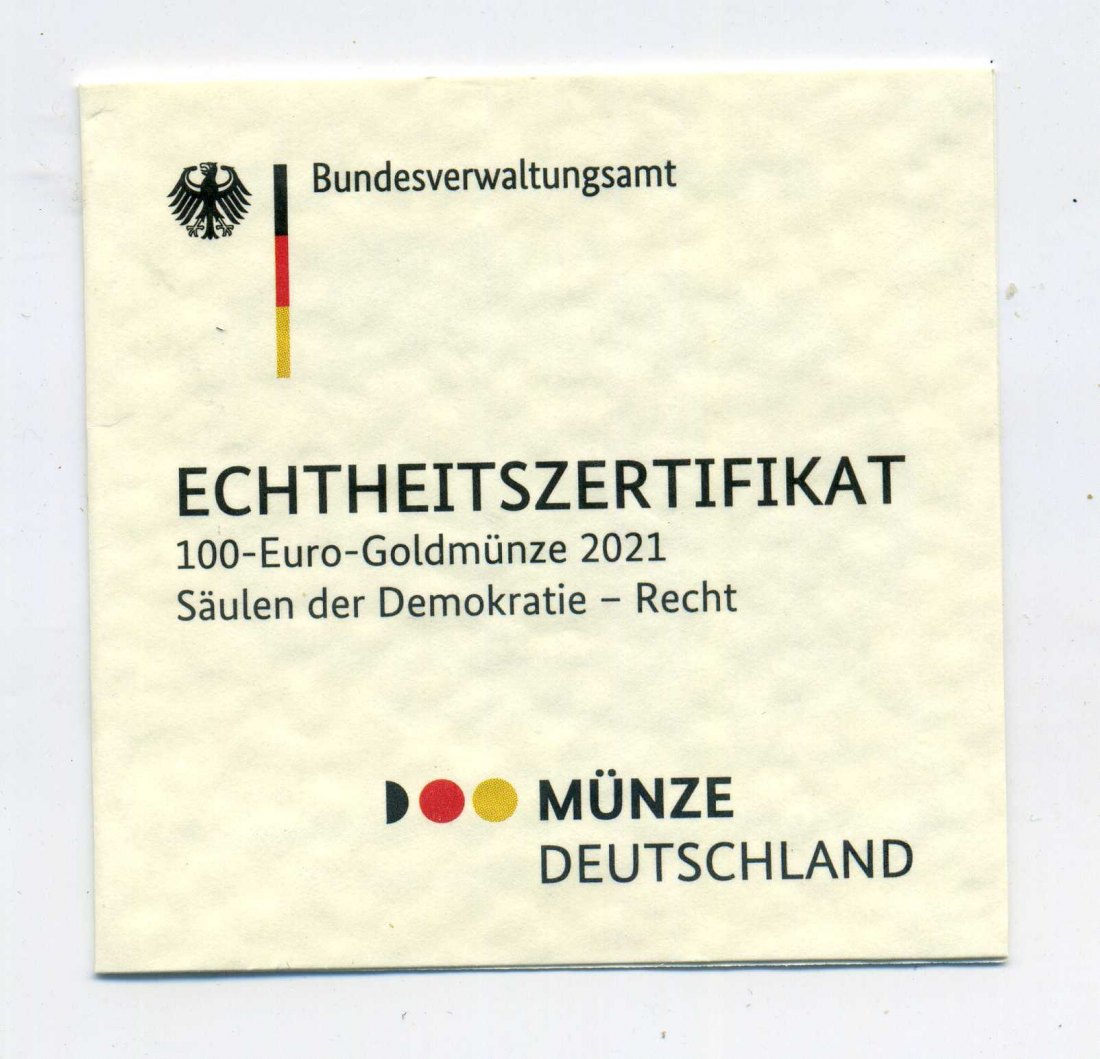 Bundesverwaltungsamt
ECHTHEITSZERTIFIKAT
100-Euro-Goldmünze 2021
Säulen der Demokratie – Recht
MÜNZE
DEUTSCHLAND